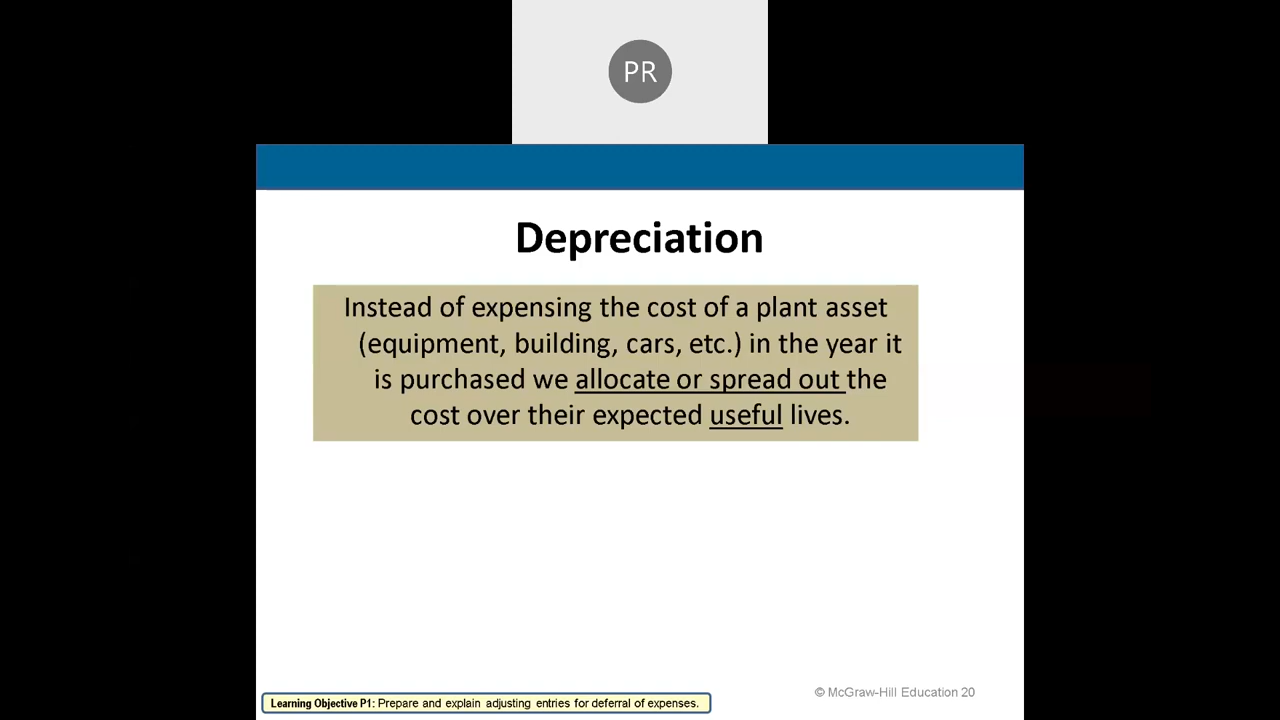 PR
Depreciation
Instead of expensing the cost of a plant asset
(equipment, building, cars, etc.) in the year it
is purchased we allocate or spread out the
cost over their expected useful lives.
© McGraw-Hill Education 20
Learning Objective P1: Prepare and explain adjusting entries for deferral of expenses.